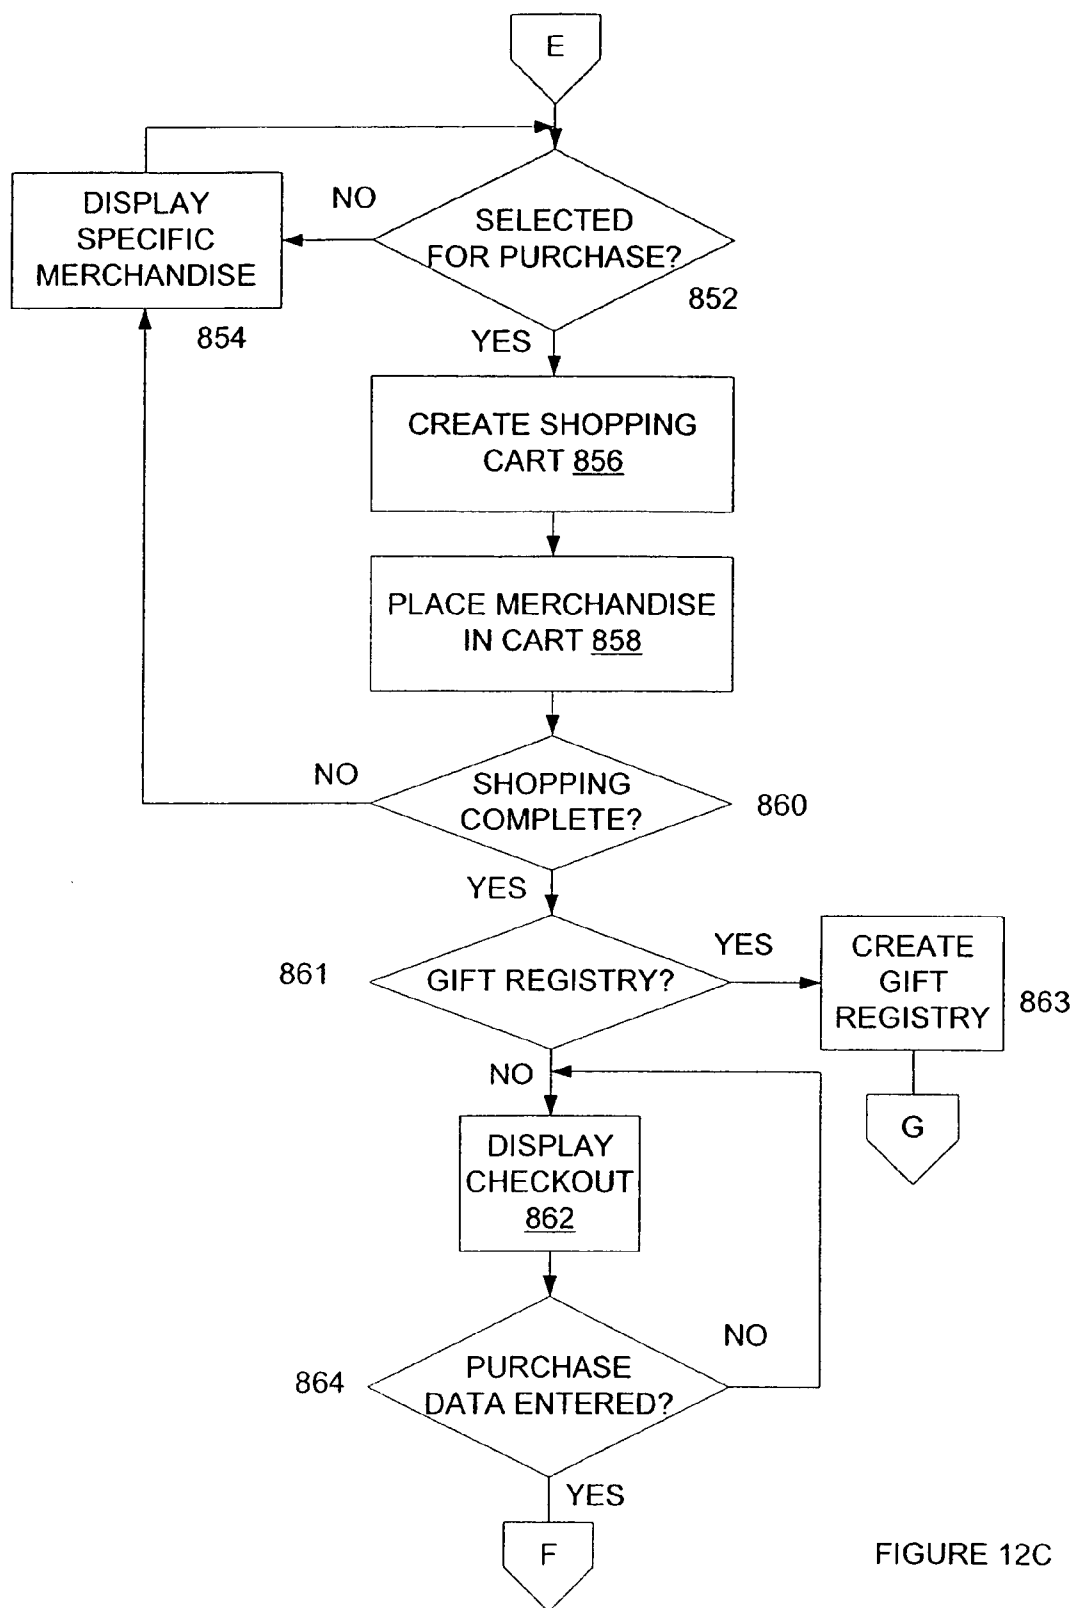 E
NO
DISPLAY
SPECIFIC
MERCHANDISE
854
SELECTED
FOR PURCHASE?
852
YES
CREATE SHOPPING
CART 856
PLACE MERCHANDISE
IN CART 858
NO
SHOPPING
COMPLETE?
860
YES
861
GIFT REGISTRY?
YES
CREATE
GIFT
REGISTRY
863
G
NO
DISPLAY
CHECKOUT
862
864
PURCHASE
DATA ENTERED?
NO
YES
F
FIGURE 12C